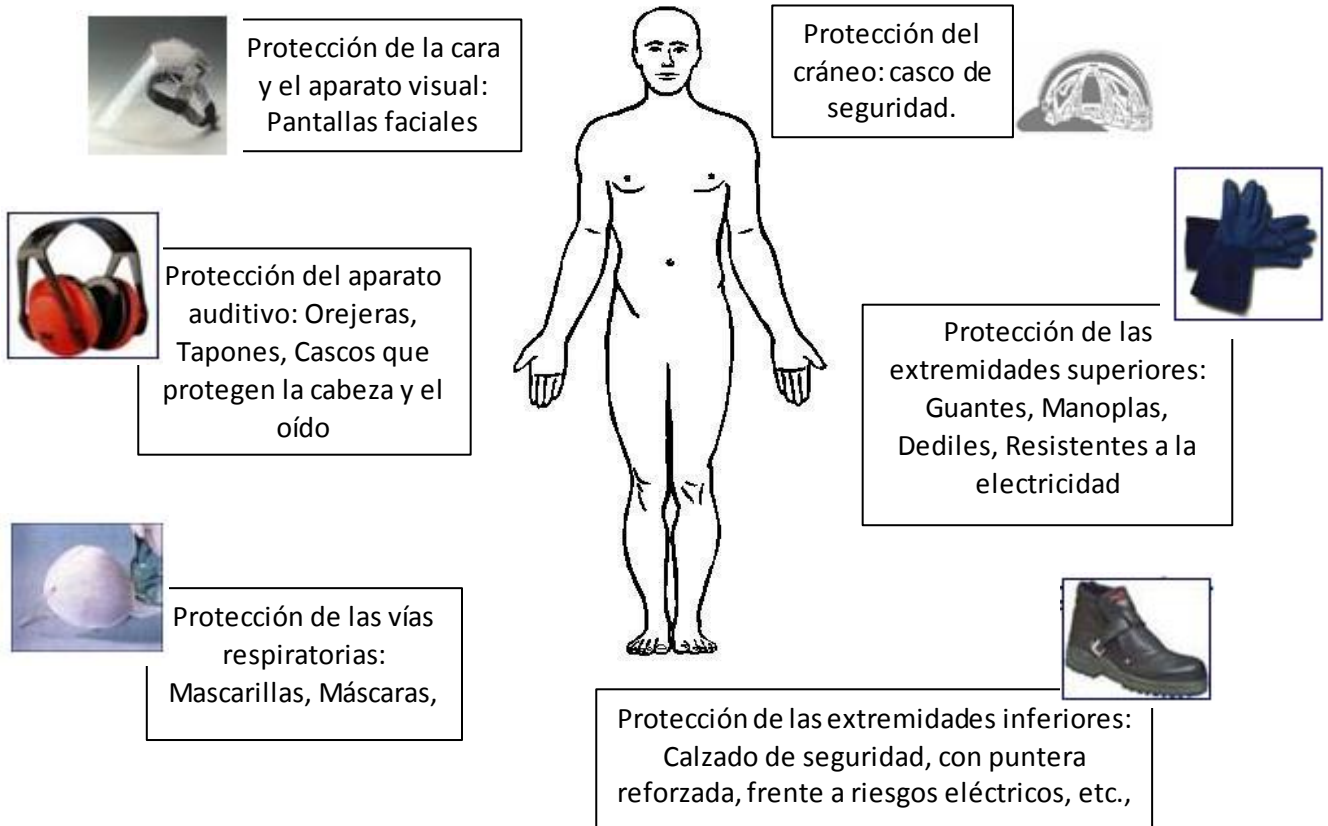 Protección de la cara
y el aparato visual:
Pantallas faciales
Protección del
cráneo: casco de
seguridad.
Protección del aparato
auditivo: Orejeras,
Tapones, Cascos que
protegen la cabeza y el
oído
Protección de las
extremidades superiores:
Guantes, Manoplas,
Dediles, Resistentes a la
electricidad
Protección de las vías
respiratorias:
Mascarillas, Máscaras,
Protección de las extremidades inferiores:
Calzado de seguridad, con puntera
reforzada, frente a riesgos eléctricos, etc.,